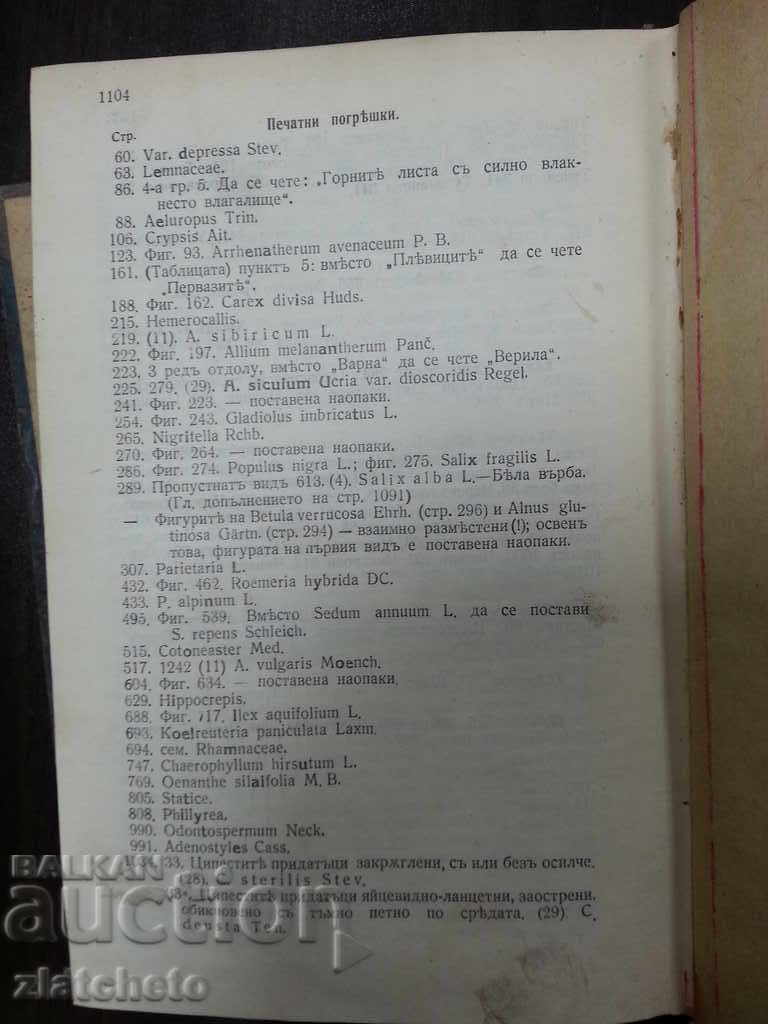 1104
Печатни погрѣшки.
Стр.
60. Var. depressa Stev.
63. Lemnaceae.
86. 4-а гр. 5. Да се чете: „Горнитѣ листа съ силно влак-
несто влагалище“.
88. Aeluropus Trin.
106. Crypsis Ait.
123. Фиг. 93. Arrhenatherum avenaceum P. B.
161. (Таблицата) пунктъ 5: вмѣсто „Плѣвицитѣ“ да се чете
„Первазитѣ“.
188. Фиг. 162. Carex divisa Huds.
215. Hemerocallis.
219. (11). A. sibiricum L.
222. Фиг. 197. Allium melanantherum Panč.
223. 3 редъ отдолу, вмѣсто „Варна“ да се чете „Верила“.
225. 279. (29). A. siculum Ucria var. dioscoridis Regel.
241. Фиг. 223. — поставена наопаки.
254. Фиг. 243. Gladiolus imbricatus L.
265. Nigritella Rchb.
270. Фиг. 264. — поставена наопаки.
286. Фиг. 274. Populus nigra L.; фиг. 275. Salix fragilis L.
289. Пропустнатъ видъ 613. (4). Salix alba L.—Бѣла върба.
(Гл. допълнението на стр. 1091)
— Фигуритѣ на Betula verrucosa Ehrh. (стр. 296) и Alnus glu-
tinosa Gärtn. (стр. 294) — взаимно размѣстени (!); освенъ
това, фигурата на първия видъ е поставена наопаки.
307. Parietaria L.
432. Фиг. 462. Roemeria hybrida DC.
433. P. alpinum L.
495. Фиг. 539. Вмѣсто Sedum annuum L. да се постави
S. repens Schleich.
515. Cotoneaster Med.
517. 1242 (11) A. vulgaris Moench.
604. Фиг. 634. — поставена наопаки.
629. Hippocrepis.
688. Фиг. 717. Ilex aquifolium L.
693. Koelreuteria paniculata Laxm.
694. сем. Rhamnaceae.
747. Chaerophyllum hirsutum L.
769. Oenanthe silaifolia M. B.
805. Statice.
808. Phillyrea.
990. Odontospermum Neck.
991. Adenostyles Cass.
33. Ципеститѣ придатъци закрѫглени, съ или безъ осилче.
(28). C sterilis Stev.
Ципеститѣ придатъци яйцевидно-ланцетни, заострени,
обикновено съ тъмно петно по срѣдата. (29) C.
deusta Ten.
BALKAN
auction
zlatcheto